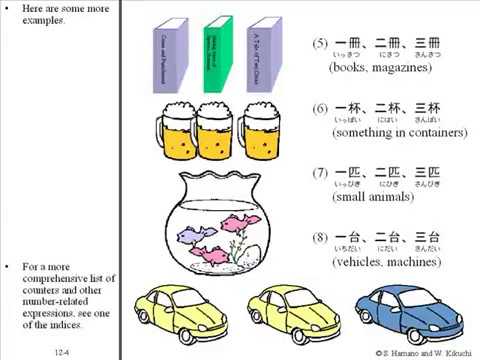 Here are some more
examples.
Crime and Punishment
A Tale of Two Cities
(5) 一冊、二冊、三冊
いっさつ にさつ さんさつ
(books, magazines)
(6) 一杯、二杯、三杯
いっぱい にはい さんばい
(something in containers)
(7) 一匹、二匹、三匹
いっぴき にひき さんびき
(small animals)
(8) 一台、二台、三台
いちだい にだい さんだい
(vehicles, machines)
For a more
comprehensive list of
counters and other
number-related
expressions, see one
of the indices.
12-4
© S. Hamano and W. Kikuchi